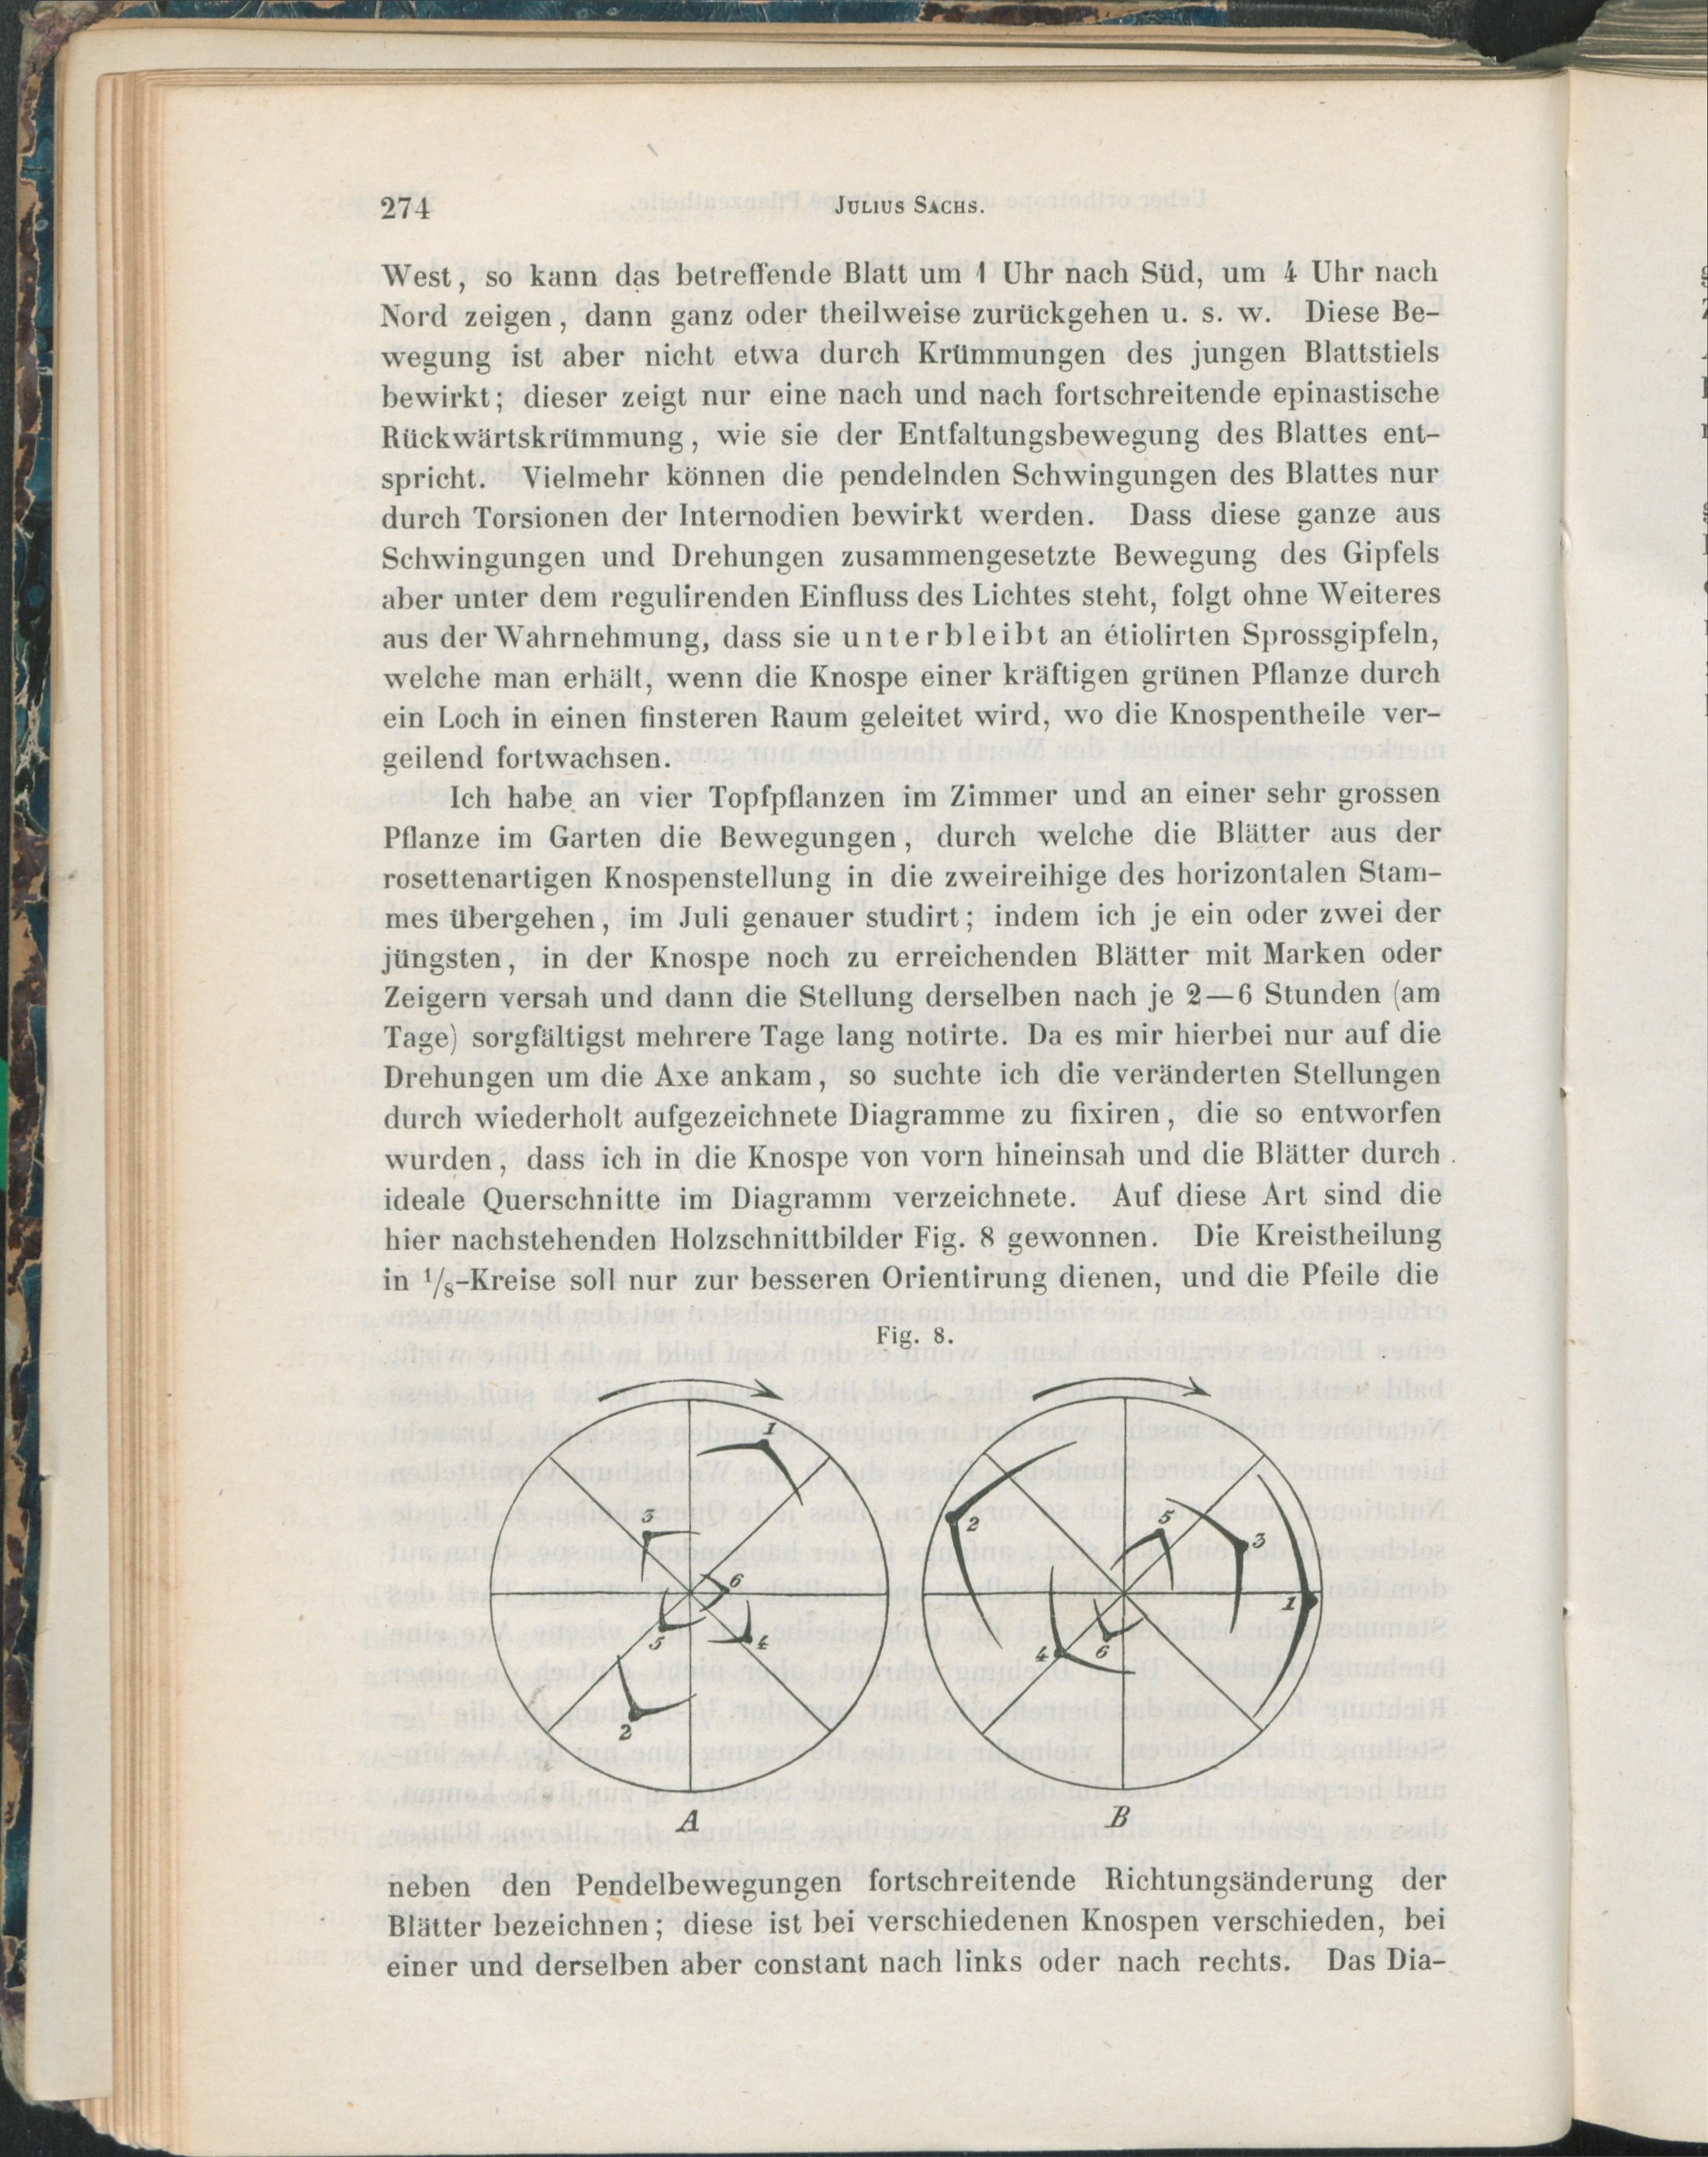 274
JULIUS SACHS.
West, so kann das betreffende Blatt um 1 Uhr nach Süd, um 4 Uhr nach
Nord zeigen, dann ganz oder theilweise zurückgehen u. s. w. Diese Be-
wegung ist aber nicht etwa durch Krümmungen des jungen Blattstiels
bewirkt; dieser zeigt nur eine nach und nach fortschreitende epinastische
Rückwärtskrümmung, wie sie der Entfaltungsbewegung des Blattes ent-
spricht. Vielmehr können die pendelnden Schwingungen des Blattes nur
durch Torsionen der Internodien bewirkt werden. Dass diese ganze aus
Schwingungen und Drehungen zusammengesetzte Bewegung des Gipfels
aber unter dem regulirenden Einfluss des Lichtes steht, folgt ohne Weiteres
aus der Wahrnehmung, dass sie unterbleibt an étiolirten Sprossgipfeln,
welche man erhält, wenn die Knospe einer kräftigen grünen Pflanze durch
ein Loch in einen finsteren Raum geleitet wird, wo die Knospentheile ver-
geilend fortwachsen.
Ich habe an vier Topfpflanzen im Zimmer und an einer sehr grossen
Pflanze im Garten die Bewegungen, durch welche die Blätter aus der
rosettenartigen Knospenstellung in die zweireihige des horizontalen Stam-
mes übergehen, im Juli genauer studirt; indem ich je ein oder zwei der
jüngsten, in der Knospe noch zu erreichenden Blätter mit Marken oder
Zeigern versah und dann die Stellung derselben nach je 2—6 Stunden (am
Tage) sorgfältigst mehrere Tage lang notirte. Da es mir hierbei nur auf die
Drehungen um die Axe ankam, so suchte ich die veränderten Stellungen
durch wiederholt aufgezeichnete Diagramme zu fixiren, die so entworfen
wurden, dass ich in die Knospe von vorn hineinsah und die Blätter durch
ideale Querschnitte im Diagramm verzeichnete. Auf diese Art sind die
hier nachstehenden Holzschnittbilder Fig. 8 gewonnen. Die Kreistheilung
in 1/8-Kreise soll nur zur besseren Orientirung dienen, und die Pfeile die
Fig. 8.
1
3
6
5
4
2
A
2
5
3
1
4
6
B
neben den Pendelbewegungen fortschreitende Richtungsänderung der
Blätter bezeichnen; diese ist bei verschiedenen Knospen verschieden, bei
einer und derselben aber constant nach links oder nach rechts. Das Dia-